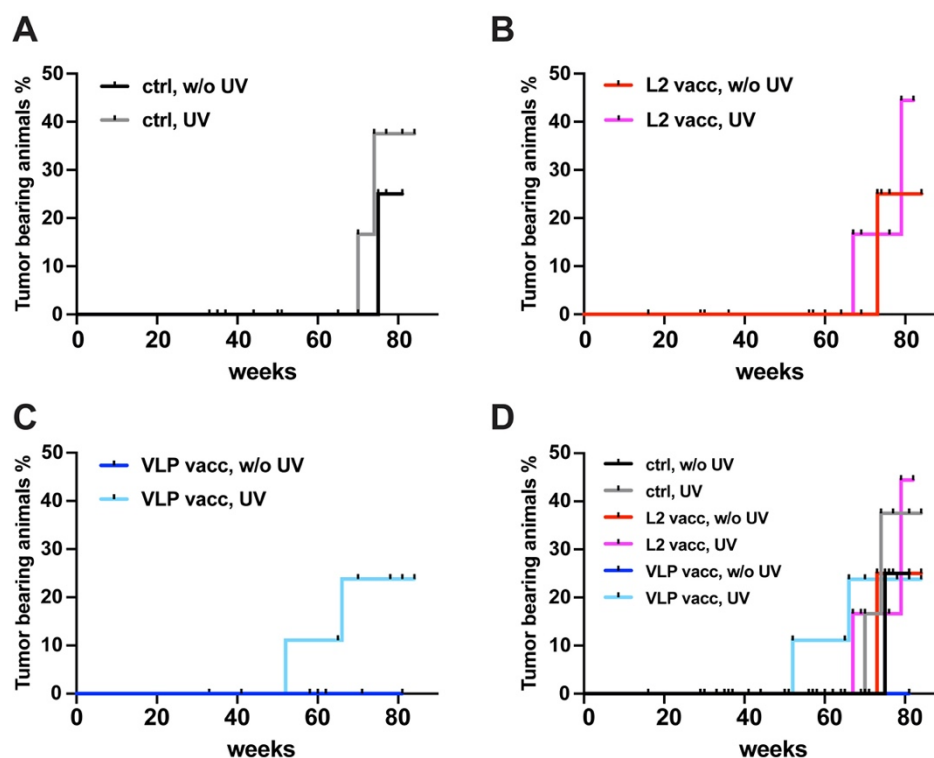 A
Tumor bearing animals %
50
40
30
20
10
0
ctrl, w/o UV
ctrl, UV
0 20 40 60 80
weeks
B
Tumor bearing animals %
50
40
30
20
10
0
L2 vacc, w/o UV
L2 vacc, UV
0 20 40 60 80
weeks
C
Tumor bearing animals %
50
40
30
20
10
0
VLP vacc, w/o UV
VLP vacc, UV
0 20 40 60 80
weeks
D
Tumor bearing animals %
50
40
30
20
10
0
ctrl, w/o UV
ctrl, UV
L2 vacc, w/o UV
L2 vacc, UV
VLP vacc, w/o UV
VLP vacc, UV
0 20 40 60 80
weeks